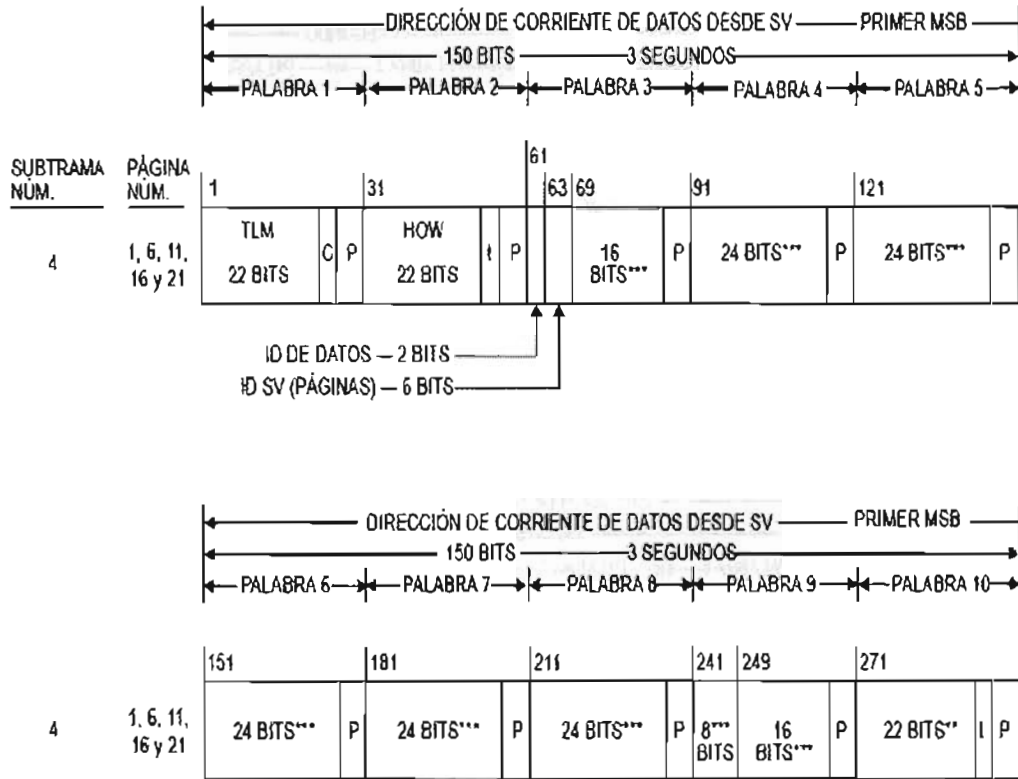 DIRECCIÓN DE CORRIENTE DE DATOS DESDE SV PRIMER MSB
150 BITS 3 SEGUNDOS
PALABRA 1 PALABRA 2 PALABRA 3 PALABRA 4 PALABRA 5
SUBTRAMA NÚM. PÁGINA NÚM.
1 31 61 63 69 91 121
4 1, 6, 11, 16 y 21
TLM 22 BITS C P HOW 22 BITS t P 16 BITS*** P 24 BITS*** P 24 BITS*** P
ID DE DATOS — 2 BITS
ID SV (PÁGINAS) — 6 BITS
DIRECCIÓN DE CORRIENTE DE DATOS DESDE SV PRIMER MSB
150 BITS 3 SEGUNDOS
PALABRA 6 PALABRA 7 PALABRA 8 PALABRA 9 PALABRA 10
151 181 211 241 249 271
4 1, 6, 11, 16 y 21
24 BITS*** P 24 BITS*** P 24 BITS*** P 8*** BITS 16 BITS*** P 22 BITS** t P